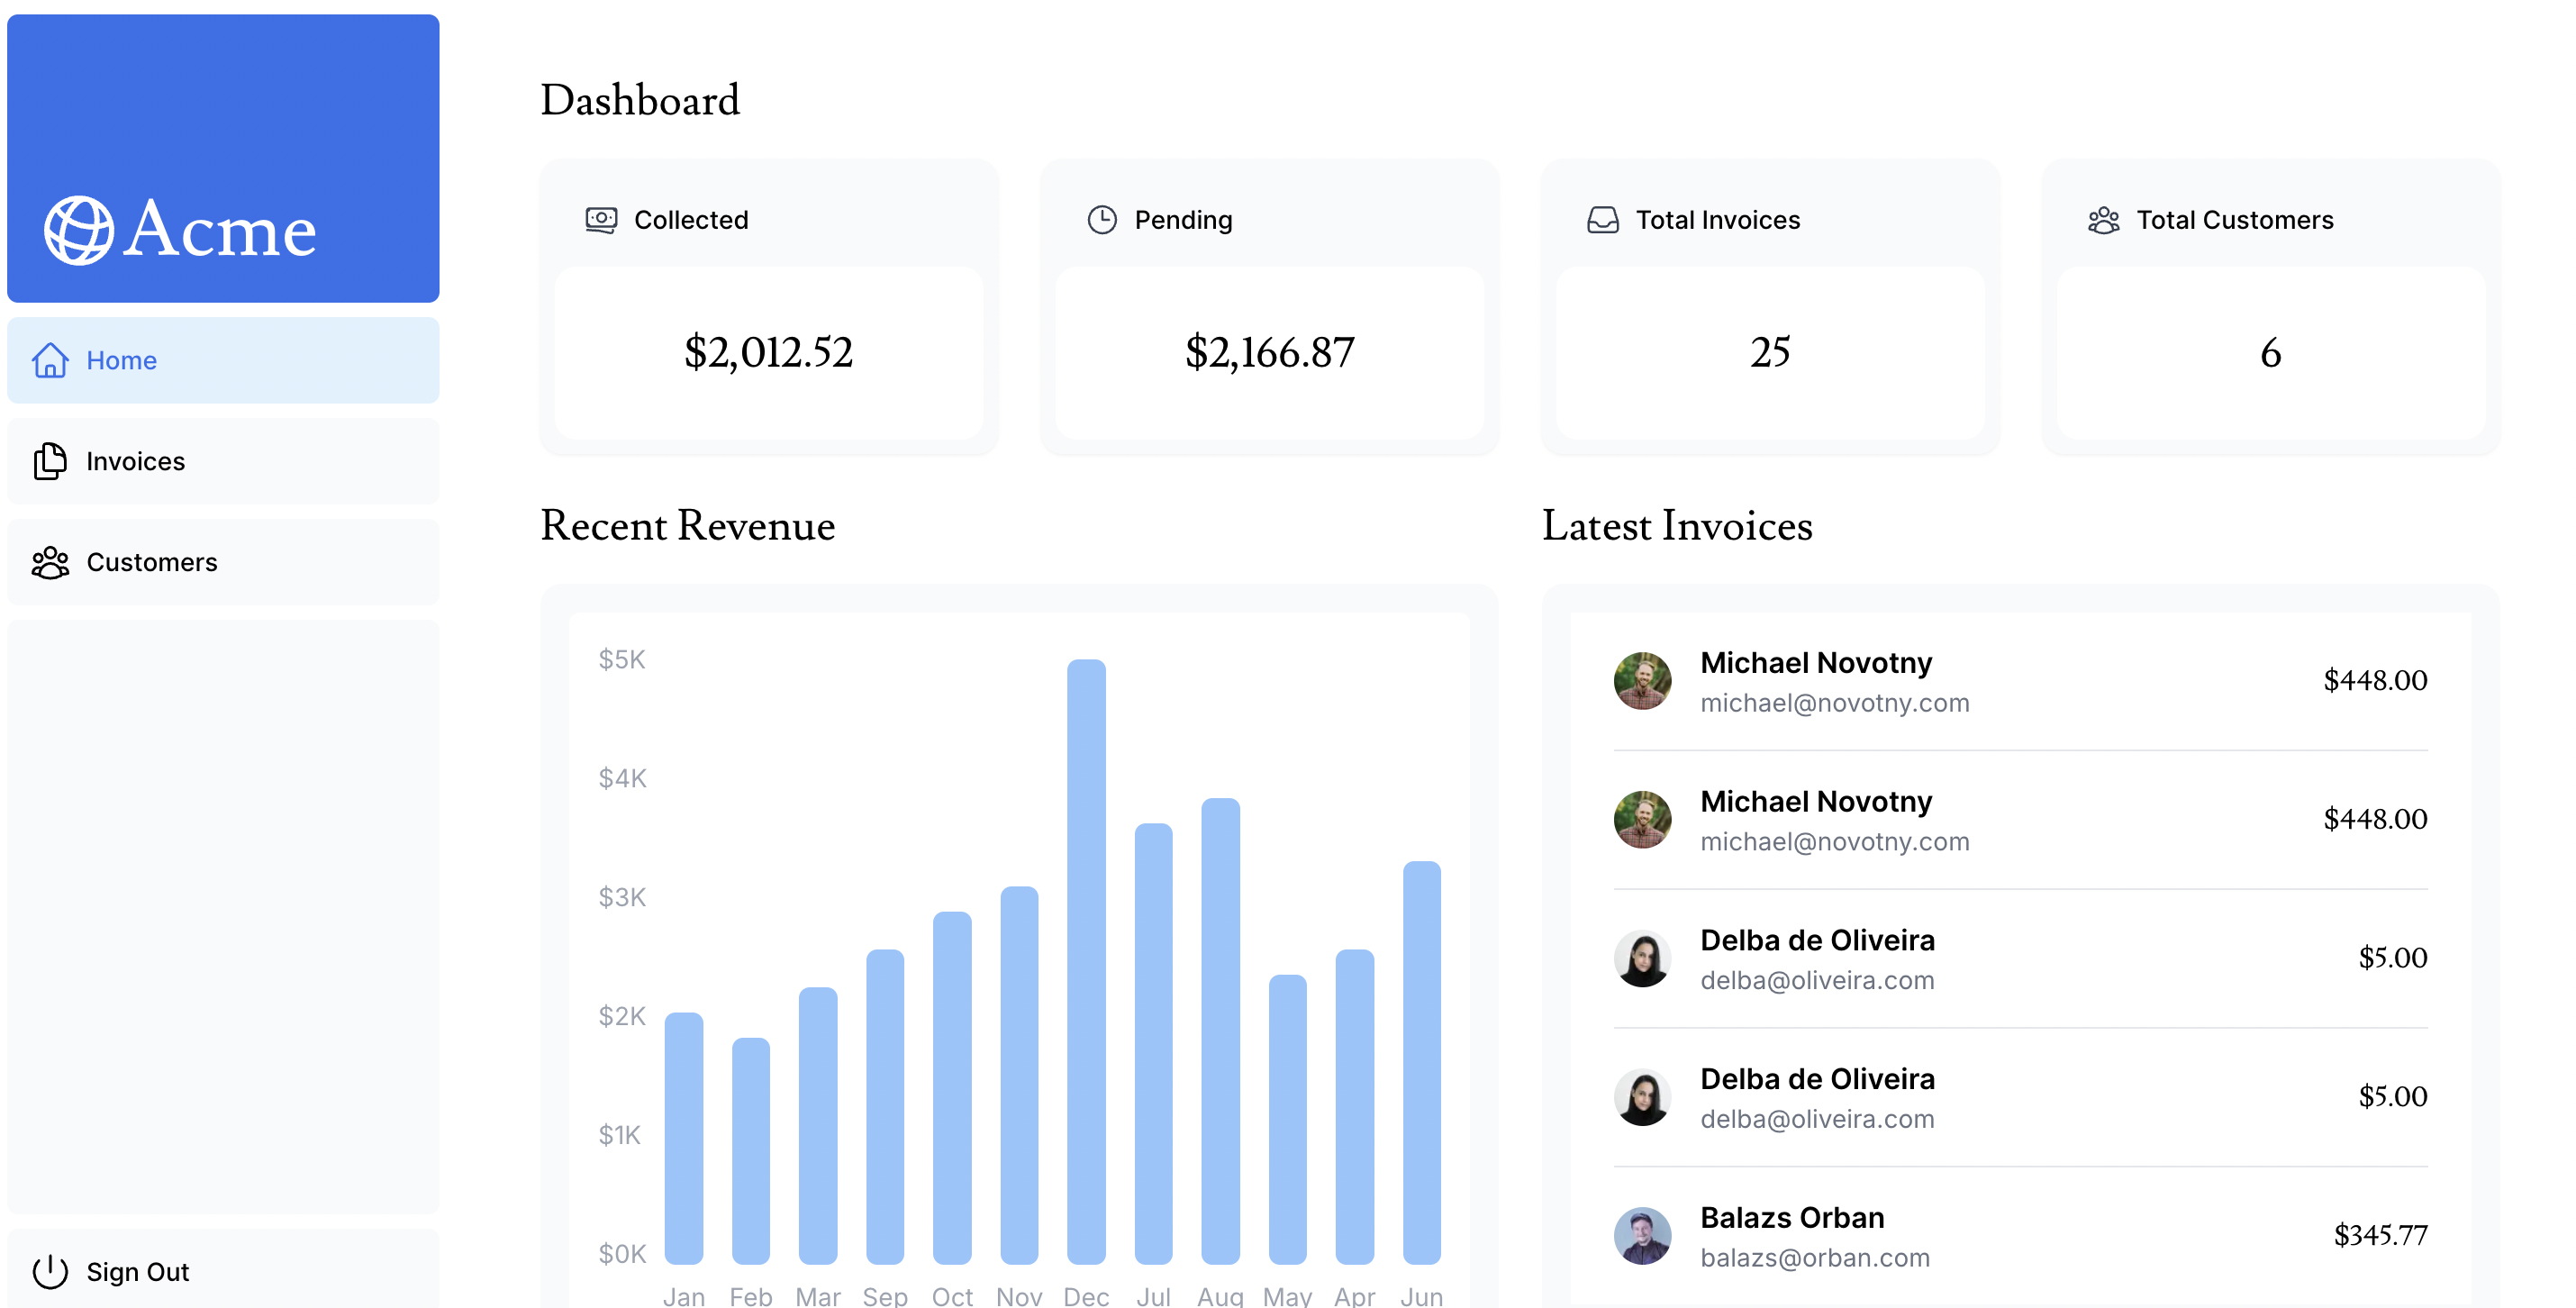 Acme
Home
Invoices
Customers
Sign Out
Dashboard
Collected
$2,012.52
Pending
$2,166.87
Total Invoices
25
Total Customers
6
Recent Revenue
$5K
$4K
$3K
$2K
$1K
$0K
Jan Feb Mar Sep Oct Nov Dec Jul Aug May Apr Jun
Latest Invoices
Michael Novotny
michael@novotny.com
$448.00
Michael Novotny
michael@novotny.com
$448.00
Delba de Oliveira
delba@oliveira.com
$5.00
Delba de Oliveira
delba@oliveira.com
$5.00
Balazs Orban
balazs@orban.com
$345.77